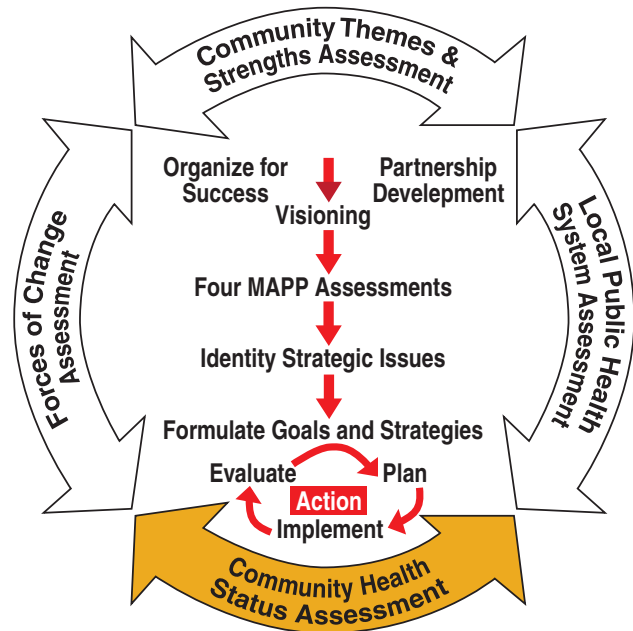 Community Themes &
Strengths Assessment
Organize for
Success
Partnership
Develepment
Visioning
Four MAPP Assessments
Identity Strategic Issues
Formulate Goals and Strategies
Evaluate
Plan
Action
Implement
Forces of Change
Assessment
Local Public Health
System Assessment
Community Health
Status Assessment